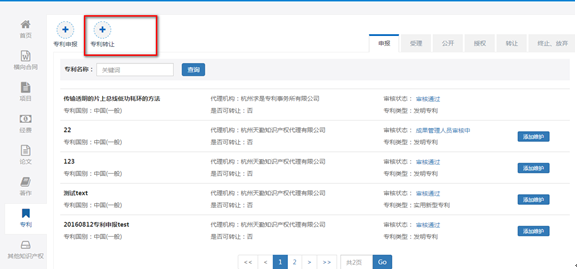 首页
横向合同
项目
经费
论文
著作
专利
其他知识产权
专利申报 专利转让
申报 受理 公开 授权 转让 终止、放弃
专利名称： 关键词 查询
传输透明的片上总线低功耗环的方法 代理机构：杭州求是专利事务所有限公司 审核状态： 审核通过
专利国别：中国(一般) 是否可转让：否 专利类型：发明专利
22 代理机构：杭州天勤知识产权代理有限公司 审核状态： 成果管理人员审核中
专利国别：中国(一般) 是否可转让：否 专利类型：发明专利 添加维护
123 代理机构：杭州天勤知识产权代理有限公司 审核状态： 审核通过
专利国别：中国(一般) 是否可转让：否 专利类型：发明专利 添加维护
测试text 代理机构：杭州天勤知识产权代理有限公司 审核状态： 审核通过
专利国别：中国(一般) 是否可转让：否 专利类型：实用新型专利 添加维护
20160812专利申报test 代理机构：杭州天勤知识产权代理有限公司 审核状态： 审核通过
专利国别：中国(一般) 是否可转让：否 专利类型：发明专利 添加维护
<< < 1 2 > >> 共2页 Go